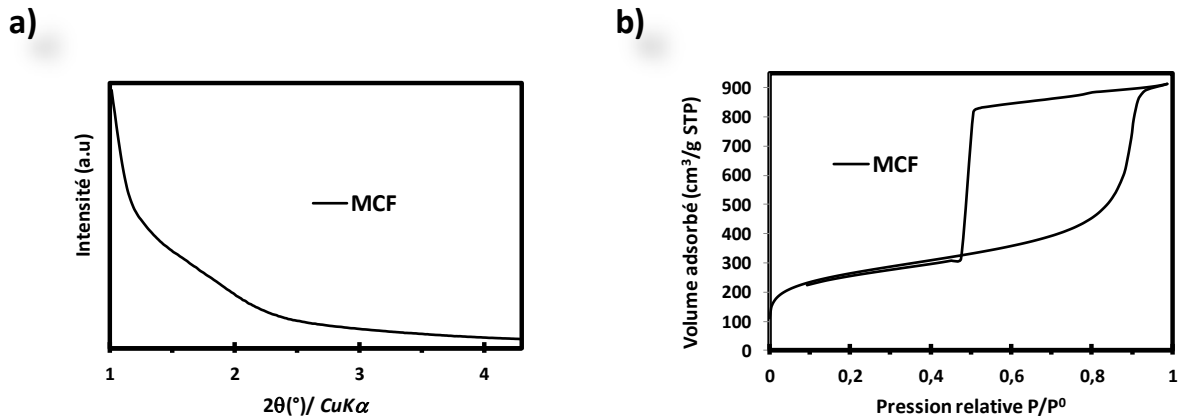 a)
Intensité (a.u)
MCF
1 2 3 4
2θ(°)/ CuKα
b)
Volume adsorbé (cm³/g STP)
900
800
700
600
500
400
300
200
100
0
MCF
0 0,2 0,4 0,6 0,8 1
Pression relative P/P⁰